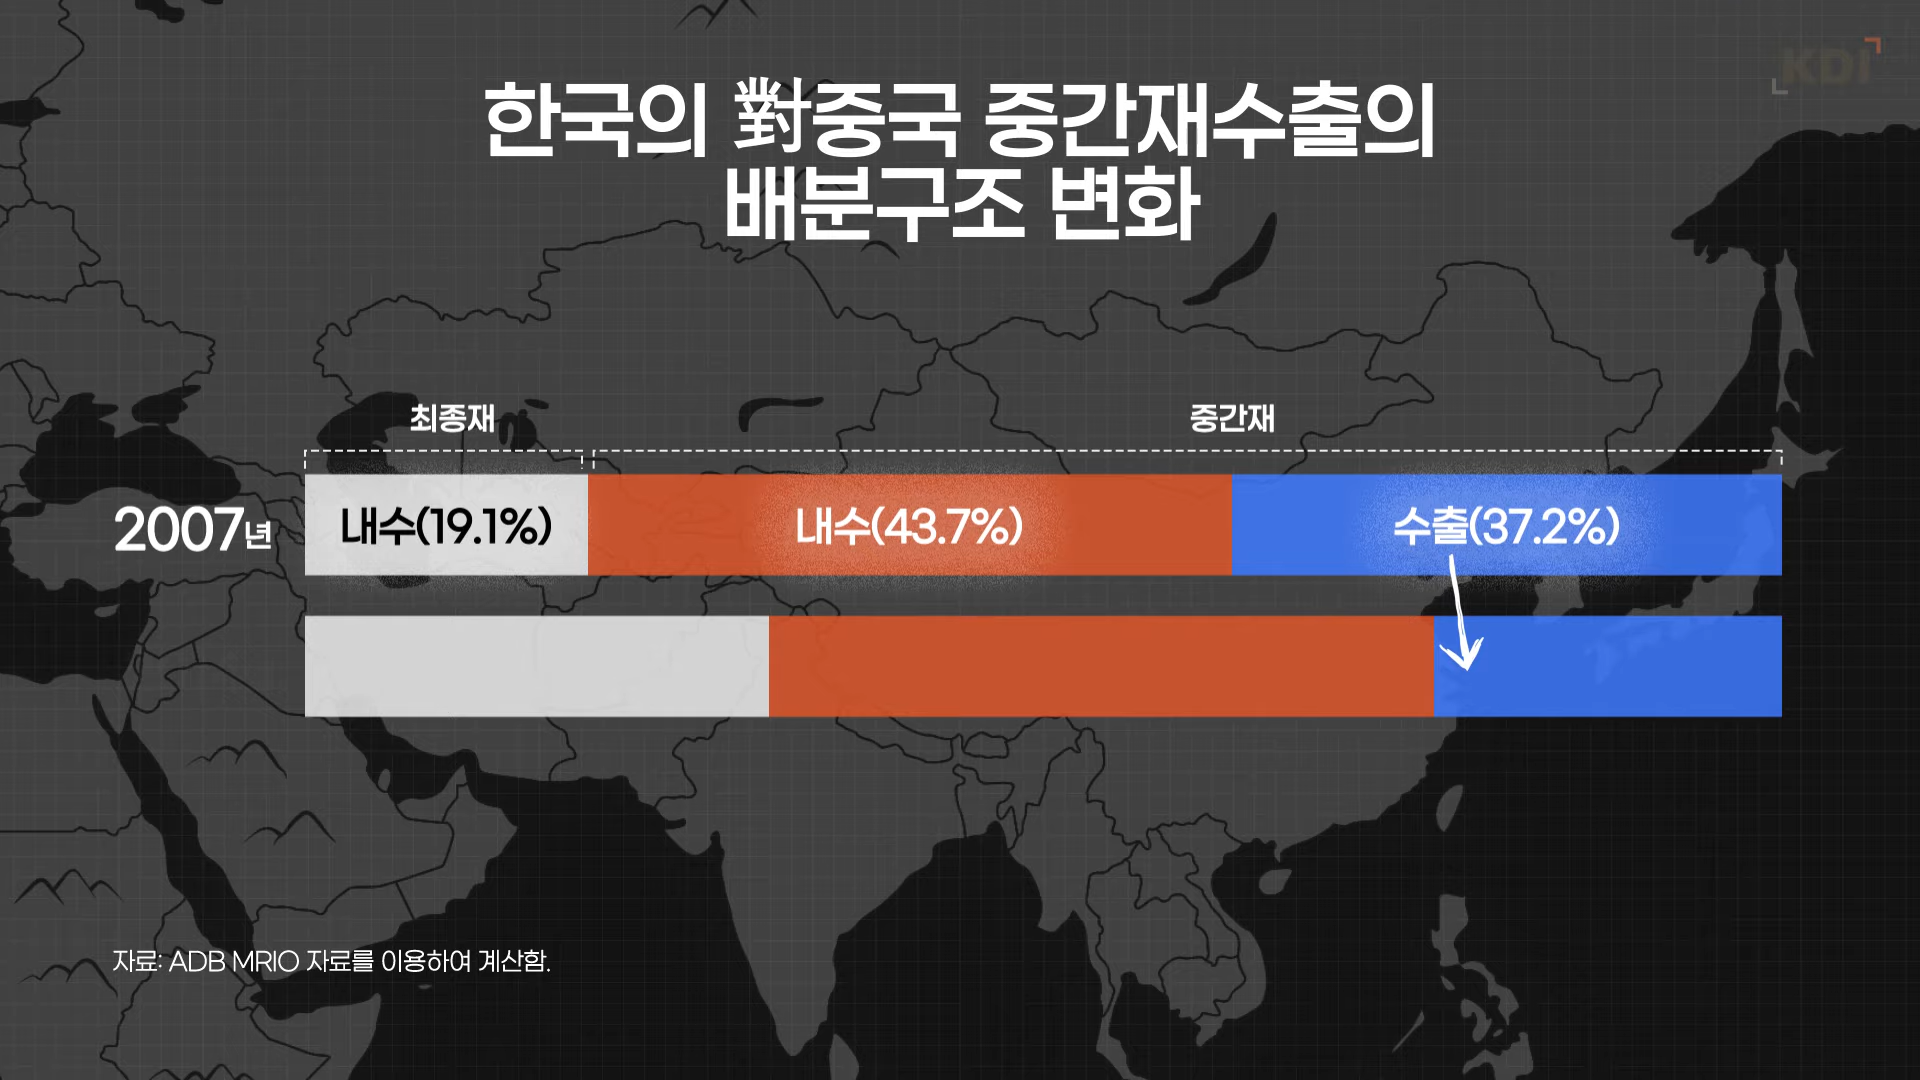 KDI
한국의 對중국 중간재수출의
배분구조 변화
최종재
중간재
2007년
내수(19.1%)
내수(43.7%)
수출(37.2%)
자료: ADB MRIO 자료를 이용하여 계산함.